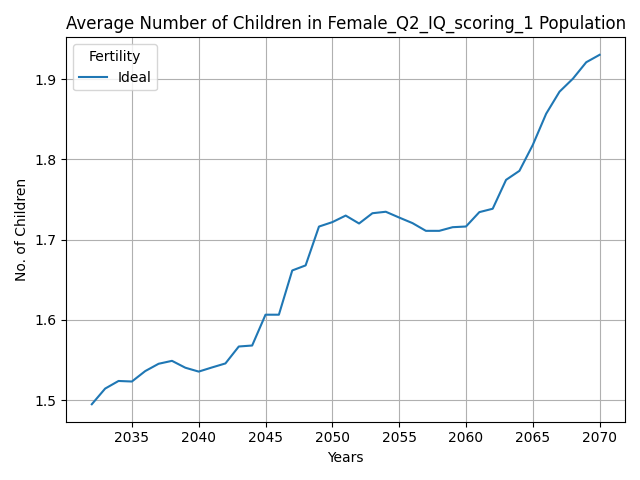 Average Number of Children in Female_Q2_IQ_scoring_1 Population
Fertility
Ideal
No. of Children
1.9
1.8
1.7
1.6
1.5
2035 2040 2045 2050 2055 2060 2065 2070
Years